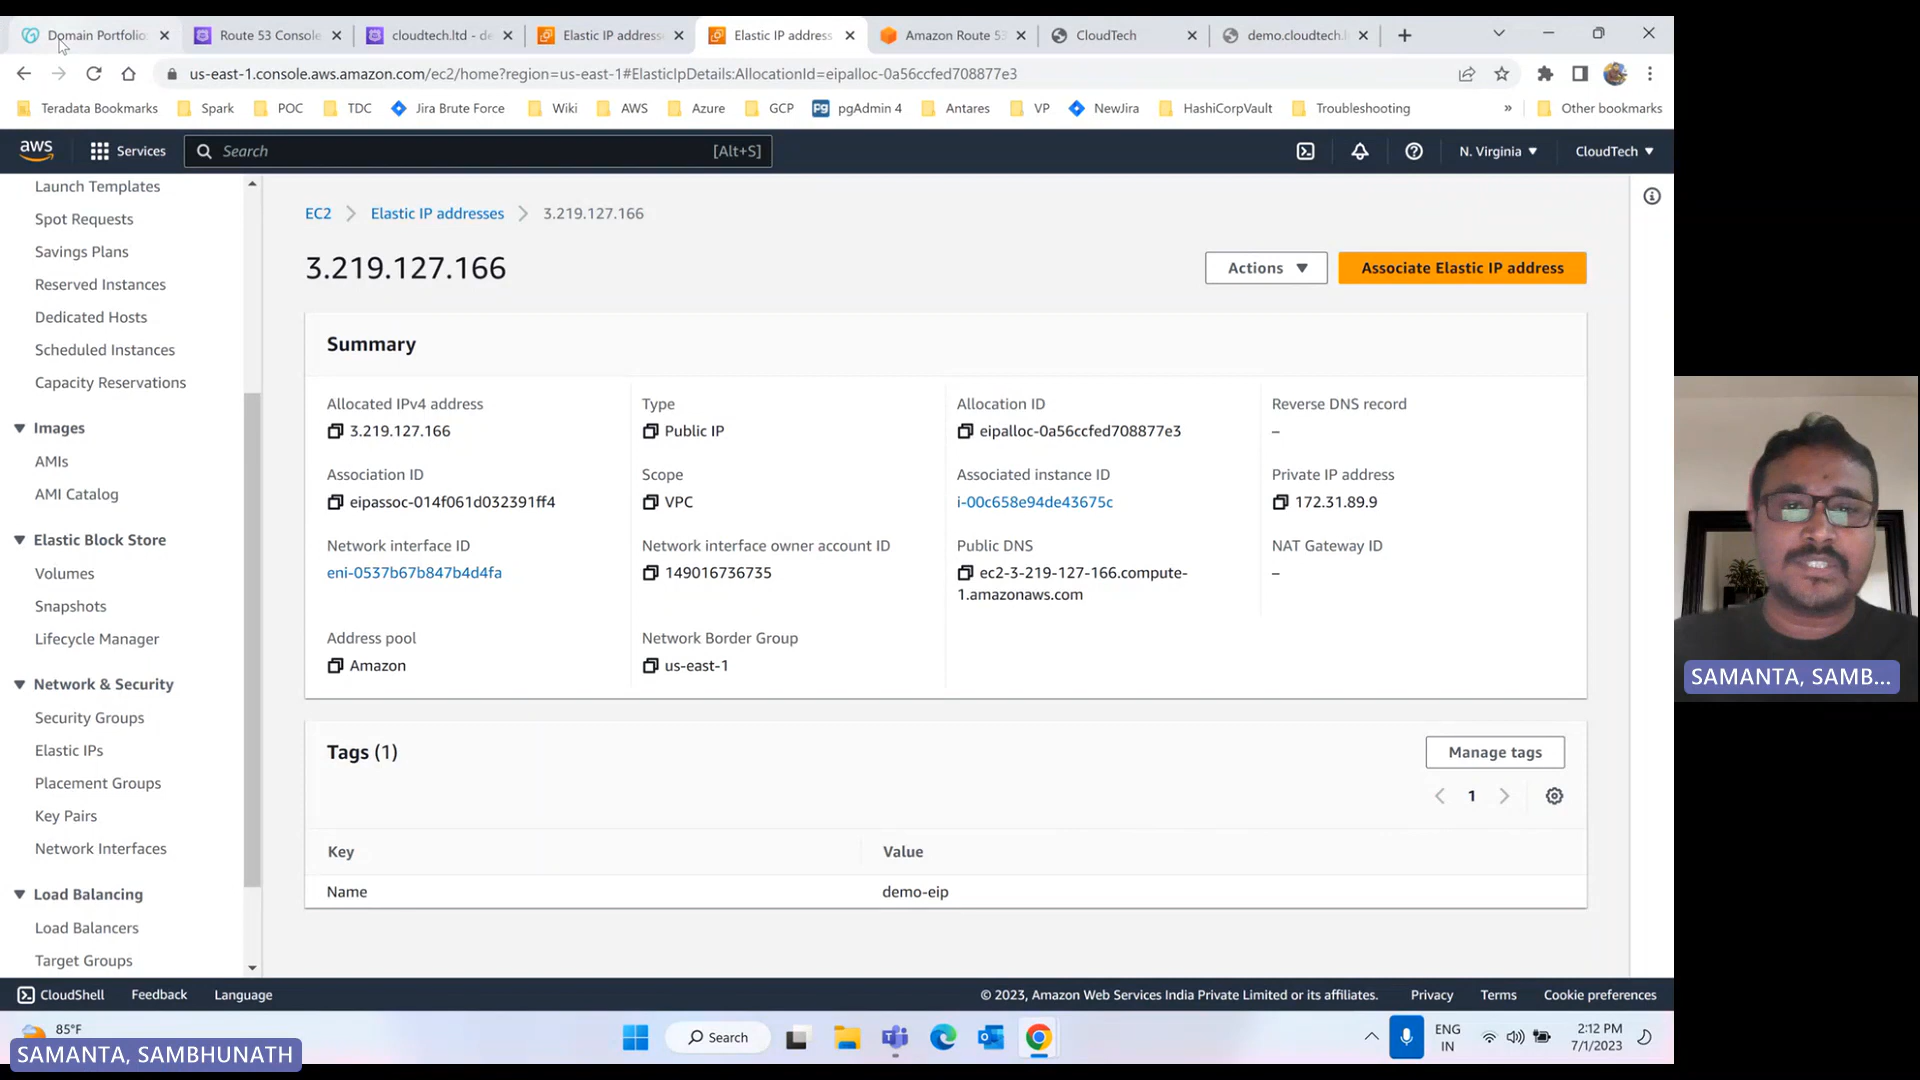 Domain Portfolio
Route 53 Console
cloudtech.ltd - de
Elastic IP address
Elastic IP address
Amazon Route 53
CloudTech
demo.cloudtech.l
us-east-1.console.aws.amazon.com/ec2/home?region=us-east-1#ElasticIpDetails:AllocationId=eipalloc-0a56ccfed708877e3
Teradata Bookmarks
Spark
POC
TDC
Jira Brute Force
Wiki
AWS
Azure
GCP
Pg pgAdmin 4
Antares
VP
NewJira
HashiCorpVault
Troubleshooting
»
Other bookmarks
aws
Services
Search
[Alt+S]
N. Virginia
CloudTech
Launch Templates
Spot Requests
Savings Plans
Reserved Instances
Dedicated Hosts
Scheduled Instances
Capacity Reservations
Images
AMIs
AMI Catalog
Elastic Block Store
Volumes
Snapshots
Lifecycle Manager
Network & Security
Security Groups
Elastic IPs
Placement Groups
Key Pairs
Network Interfaces
Load Balancing
Load Balancers
Target Groups
EC2
Elastic IP addresses
3.219.127.166
3.219.127.166
Actions
Associate Elastic IP address
Summary
Allocated IPv4 address
3.219.127.166
Type
Public IP
Allocation ID
eipalloc-0a56ccfed708877e3
Reverse DNS record
–
Association ID
eipassoc-014f061d032391ff4
Scope
VPC
Associated instance ID
i-00c658e94de43675c
Private IP address
172.31.89.9
Network interface ID
eni-0537b67b847b4d4fa
Network interface owner account ID
149016736735
Public DNS
ec2-3-219-127-166.compute-
1.amazonaws.com
NAT Gateway ID
–
Address pool
Amazon
Network Border Group
us-east-1
Tags (1)
Manage tags
1
Key
Value
Name
demo-eip
CloudShell
Feedback
Language
© 2023, Amazon Web Services India Private Limited or its affiliates.
Privacy
Terms
Cookie preferences
85°F
Search
ENG
IN
2:12 PM
7/1/2023
SAMANTA, SAMBHUNATH
SAMANTA, SAMB...